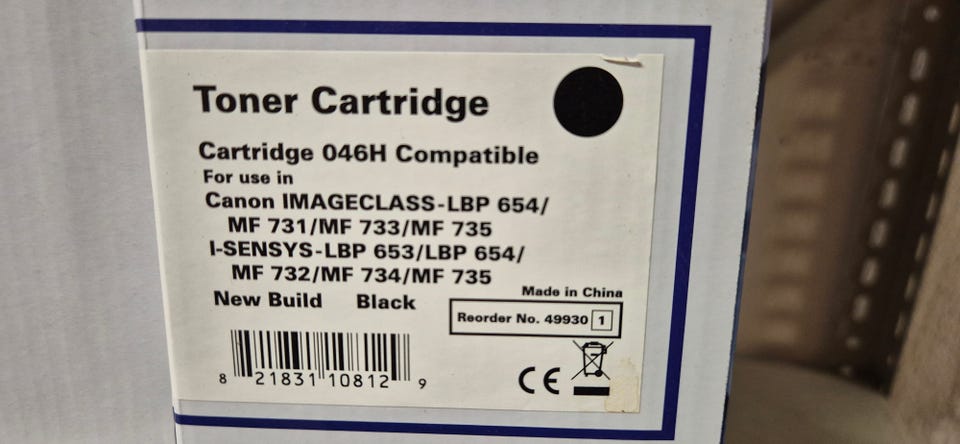 Toner Cartridge
Cartridge 046H Compatible
For use in
Canon IMAGECLASS-LBP 654/
MF 731/MF 733/MF 735
I-SENSYS-LBP 653/LBP 654/
MF 732/MF 734/MF 735
New Build Black
Made in China
Reorder No. 49930 1
8 21831 10812 9
CE